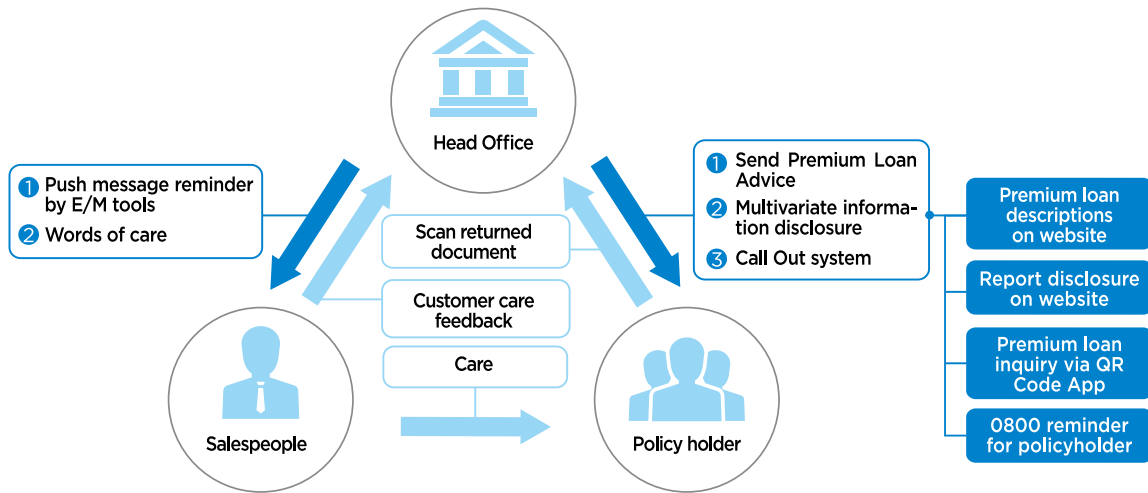 Head Office
1 Push message reminder
by E/M tools
2 Words of care
1 Send Premium Loan
Advice
2 Multivariate informa-
tion disclosure
3 Call Out system
Premium loan
descriptions
on website
Report disclosure
on website
Premium loan
inquiry via QR
Code App
0800 reminder
for policyholder
Scan returned
document
Customer care
feedback
Care
Salespeople
Policy holder